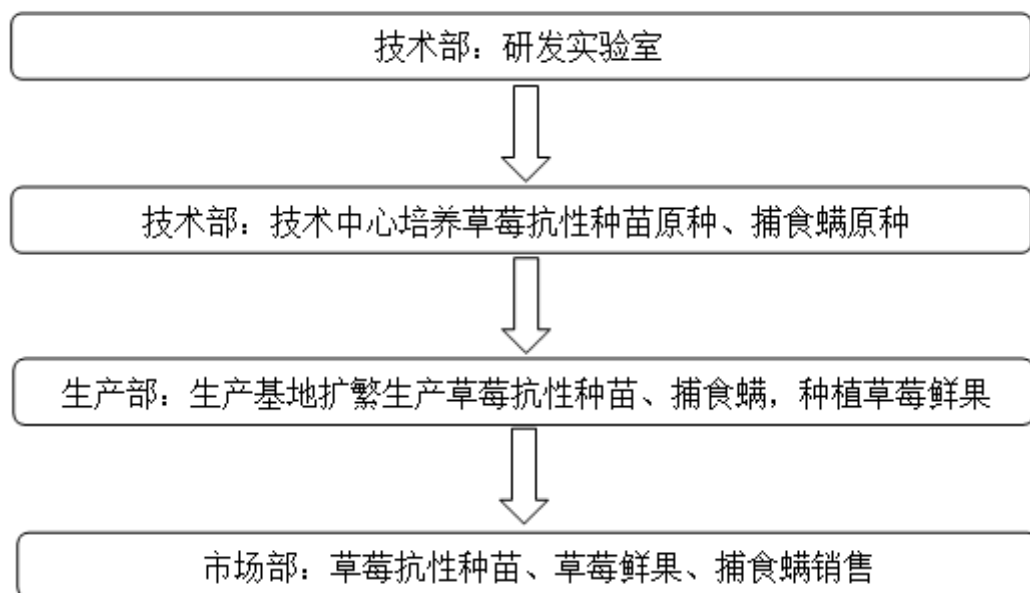 技术部：研发实验室
技术部：技术中心培养草莓抗性种苗原种、捕食螨原种
生产部：生产基地扩繁生产草莓抗性种苗、捕食螨，种植草莓鲜果
市场部：草莓抗性种苗、草莓鲜果、捕食螨销售